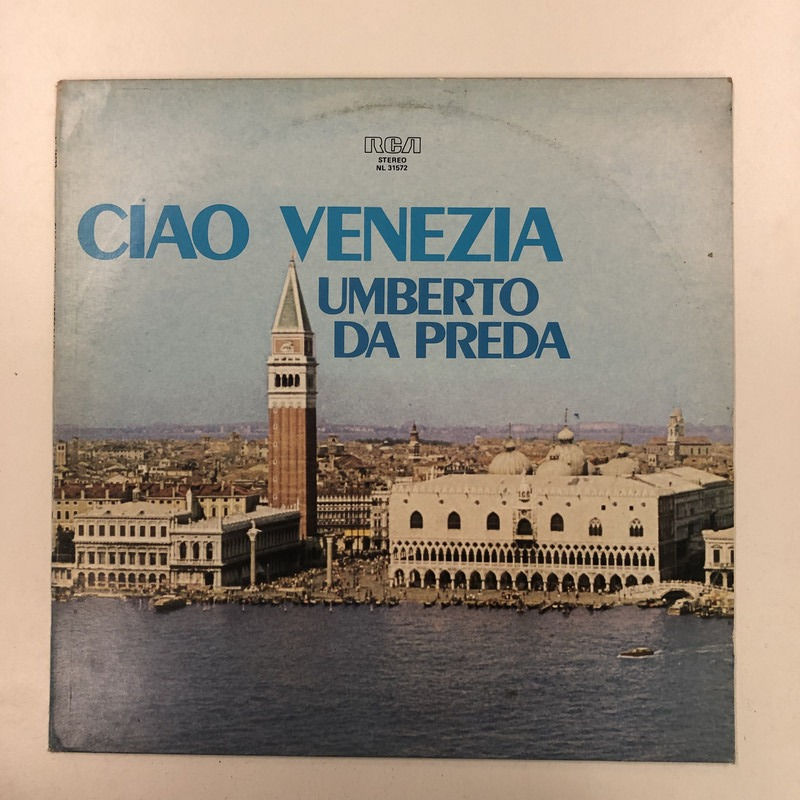 RCA
STEREO
NL 31572
CIAO VENEZIA
UMBERTO
DA PREDA